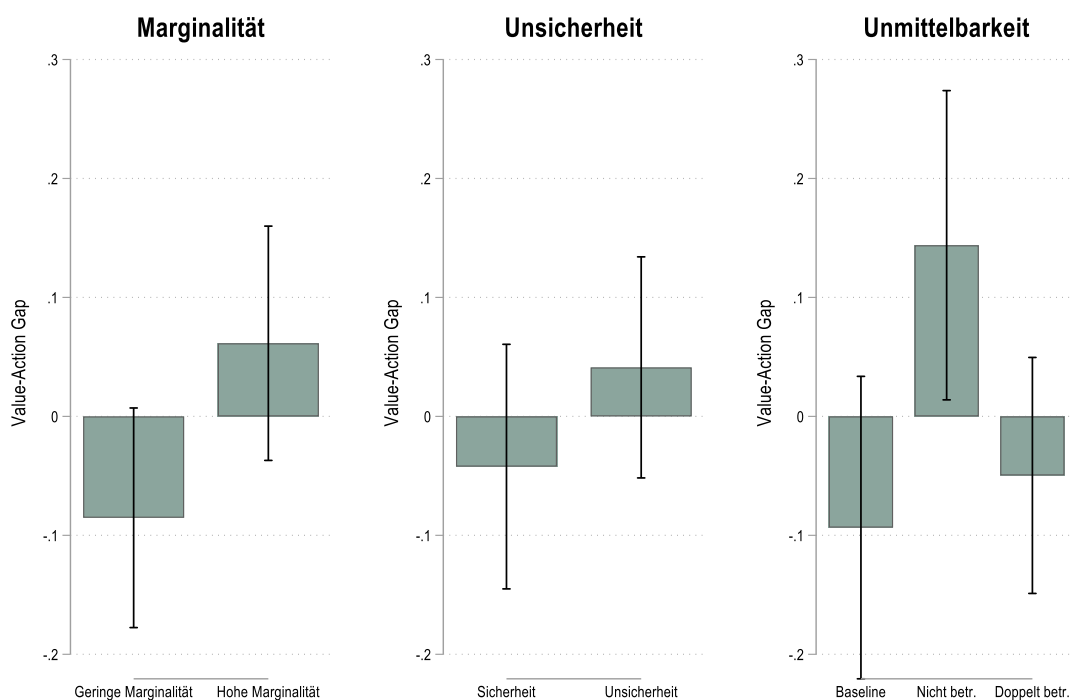 Marginalität
.3
.2
.1
0
-.1
-.2
Value-Action Gap
Geringe Marginalität
Hohe Marginalität
Unsicherheit
.3
.2
.1
0
-.1
-.2
Value-Action Gap
Sicherheit
Unsicherheit
Unmittelbarkeit
.3
.2
.1
0
-.1
-.2
Value-Action Gap
Baseline
Nicht betr.
Doppelt betr.